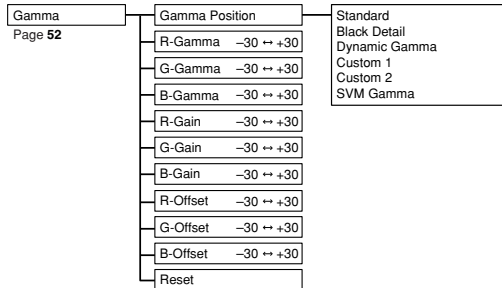 Gamma
Page 52
Gamma Position
R-Gamma –30 ↔ +30
G-Gamma –30 ↔ +30
B-Gamma –30 ↔ +30
R-Gain –30 ↔ +30
G-Gain –30 ↔ +30
B-Gain –30 ↔ +30
R-Offset –30 ↔ +30
G-Offset –30 ↔ +30
B-Offset –30 ↔ +30
Reset
Standard
Black Detail
Dynamic Gamma
Custom 1
Custom 2
SVM Gamma